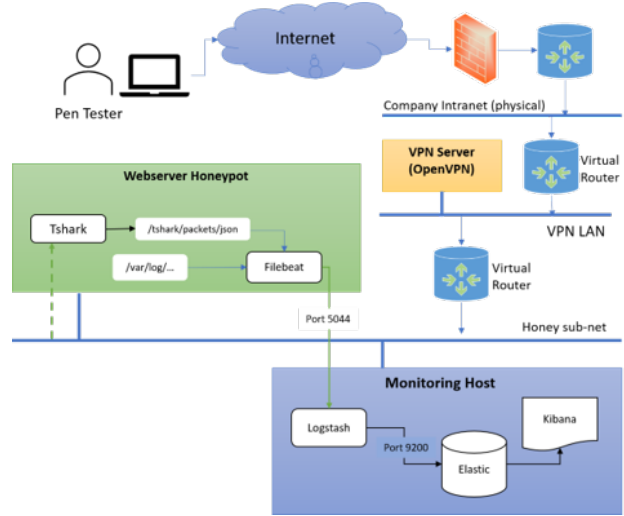 Internet
Pen Tester
Company Intranet (physical)
VPN Server
(OpenVPN)
Virtual
Router
Webserver Honeypot
Tshark
/tshark/packets/json
VPN LAN
/var/log/...
Filebeat
Virtual
Router
Port 5044
Honey sub-net
Monitoring Host
Kibana
Logstash
Port 9200
Elastic